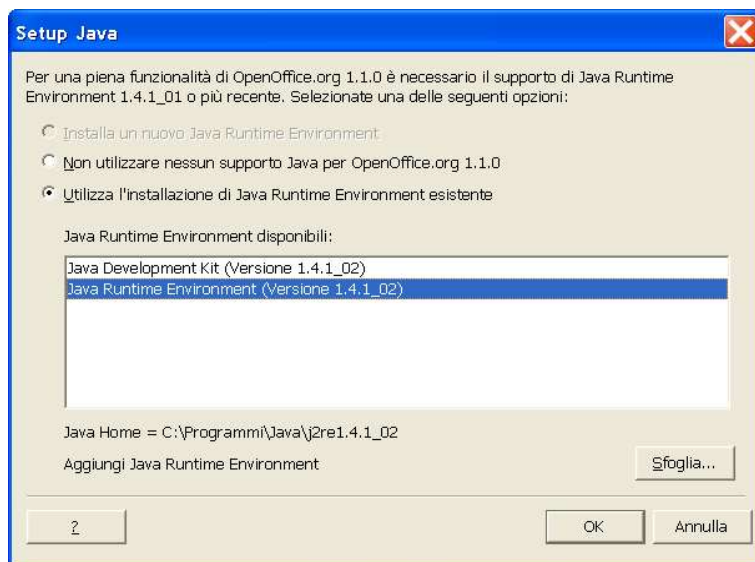 Setup Java
Per una piena funzionalità di OpenOffice.org 1.1.0 è necessario il supporto di Java Runtime
Environment 1.4.1_01 o più recente. Selezionate una delle seguenti opzioni:
Installa un nuovo Java Runtime Environment
Non utilizzare nessun supporto Java per OpenOffice.org 1.1.0
Utilizza l'installazione di Java Runtime Environment esistente
Java Runtime Environment disponibili:
Java Development Kit (Versione 1.4.1_02)
Java Runtime Environment (Versione 1.4.1_02)
Java Home = C:\Programmi\Java\j2re1.4.1_02
Aggiungi Java Runtime Environment
Sfoglia...
?
OK
Annulla